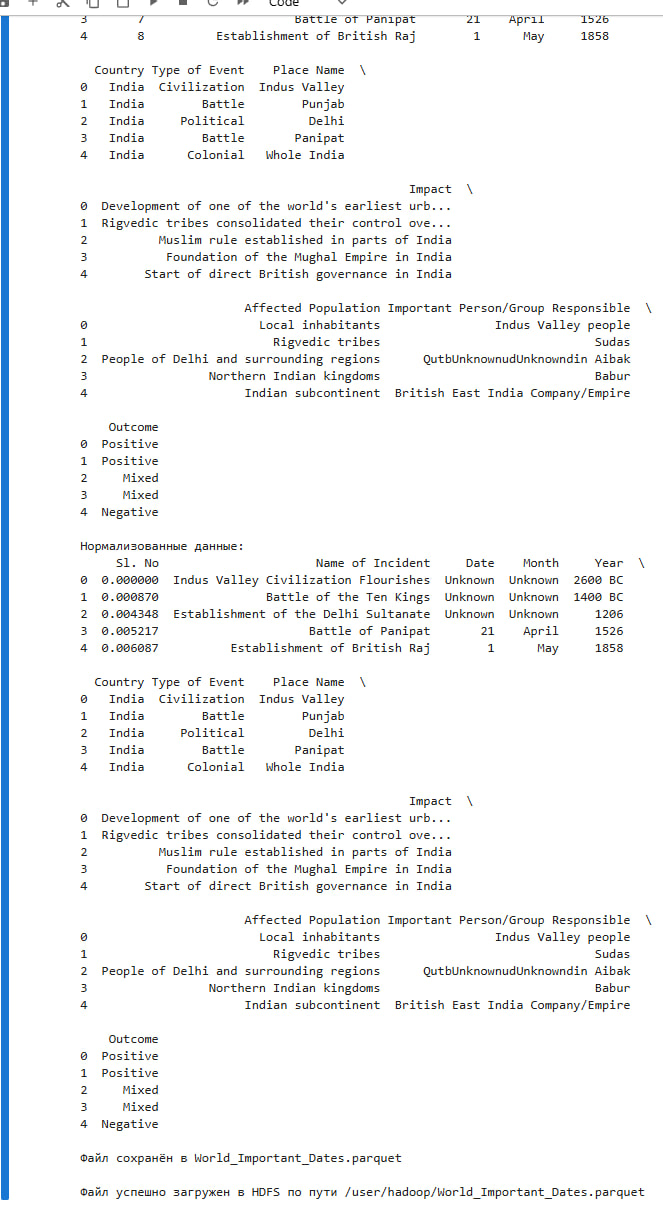 Code
3 7 Battle of Panipat 21 April 1526
4 8 Establishment of British Raj 1 May 1858
Country Type of Event Place Name \
0 India Civilization Indus Valley
1 India Battle Punjab
2 India Political Delhi
3 India Battle Panipat
4 India Colonial Whole India
Impact \
0 Development of one of the world's earliest urb...
1 Rigvedic tribes consolidated their control ove...
2 Muslim rule established in parts of India
3 Foundation of the Mughal Empire in India
4 Start of direct British governance in India
Affected Population Important Person/Group Responsible \
0 Local inhabitants Indus Valley people
1 Rigvedic tribes Sudas
2 People of Delhi and surrounding regions QutbUnknownudUnknowndin Aibak
3 Northern Indian kingdoms Babur
4 Indian subcontinent British East India Company/Empire
Outcome
0 Positive
1 Positive
2 Mixed
3 Mixed
4 Negative
Нормализованные данные:
Sl. No Name of Incident Date Month Year \
0 0.000000 Indus Valley Civilization Flourishes Unknown Unknown 2600 BC
1 0.000870 Battle of the Ten Kings Unknown Unknown 1400 BC
2 0.004348 Establishment of the Delhi Sultanate Unknown Unknown 1206
3 0.005217 Battle of Panipat 21 April 1526
4 0.006087 Establishment of British Raj 1 May 1858
Country Type of Event Place Name \
0 India Civilization Indus Valley
1 India Battle Punjab
2 India Political Delhi
3 India Battle Panipat
4 India Colonial Whole India
Impact \
0 Development of one of the world's earliest urb...
1 Rigvedic tribes consolidated their control ove...
2 Muslim rule established in parts of India
3 Foundation of the Mughal Empire in India
4 Start of direct British governance in India
Affected Population Important Person/Group Responsible \
0 Local inhabitants Indus Valley people
1 Rigvedic tribes Sudas
2 People of Delhi and surrounding regions QutbUnknownudUnknowndin Aibak
3 Northern Indian kingdoms Babur
4 Indian subcontinent British East India Company/Empire
Outcome
0 Positive
1 Positive
2 Mixed
3 Mixed
4 Negative
Файл сохранён в World_Important_Dates.parquet
Файл успешно загружен в HDFS по пути /user/hadoop/World_Important_Dates.parquet